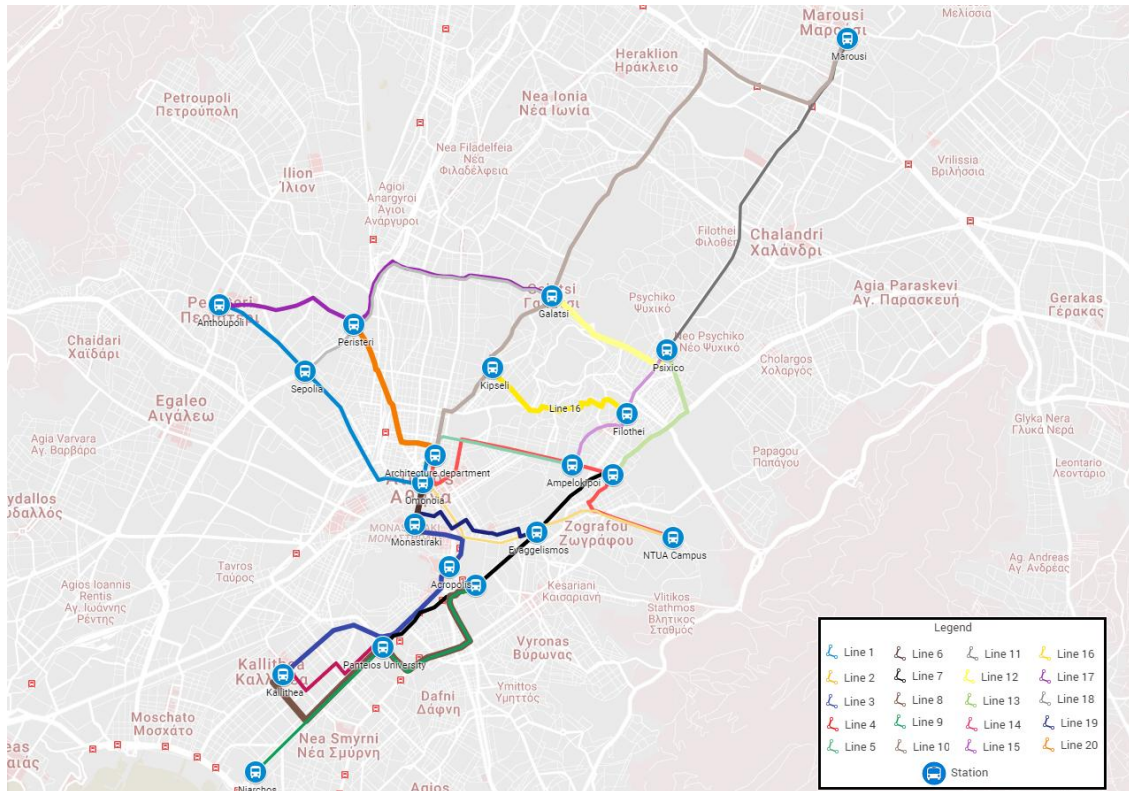 Marousi
Μαρούσι
Μελίσσια
Marousi
Heraklion
Ηράκλειο
Petroupoli
Πετρούπολη
Nea Ionia
Νέα Ιωνία
Nea Filadelfeia
Νέα
Φιλαδέλφεια
Vrilissia
Βριλήσσια
Ilion
Ίλιον
Agioi
Anargyroi
Άγιοι
Ανάργυροι
Filothei
Φιλοθέη
Chalandri
Χαλάνδρι
Agia Paraskevi
Αγ. Παρασκευή
Gerakas
Γέρακας
Psychiko
Ψυχικό
Anthoupoli
Galatsi
Peristeri
Neo Psychiko
Νέο Ψυχικό
Chaidari
Χαϊδάρι
Psixico
Cholargos
Χολαργός
Sepolia
Kipseli
Egaleo
Αιγάλεω
Line 16
Filothei
Glyka Nera
Γλυκά Νερά
Agia Varvara
Αγ. Βαρβάρα
Papagou
Παπάγου
Leontario
Λεοντάριο
Architecture department
Ampelokipoi
Αθήνα
Omonoia
Zografou
Ζωγράφου
MONASTIRAKI
Monastiraki
Evaggelismos
NTUA Campus
Tavros
Ταύρος
Acropolis
Kesariani
Καισαριανή
Ag. Andreas
Αγ. Ανδρέας
Agios Ioannis
Rentis
Αγ. Ιωάννης
Ρέντης
Vlitikos
Stathmos
Βλητικος
Σταθμός
Vyronas
Βύρωνας
Kallithea
Kallithea
Panteios University
Dafni
Δάφνη
Ymittos
Υμηττός
Moschato
Μοσχάτο
Nea Smyrni
Νέα Σμύρνη
Niarchos
Agios
Legend
Line 1
Line 6
Line 11
Line 16
Line 2
Line 7
Line 12
Line 17
Line 3
Line 8
Line 13
Line 18
Line 4
Line 9
Line 14
Line 19
Line 5
Line 10
Line 15
Line 20
Station